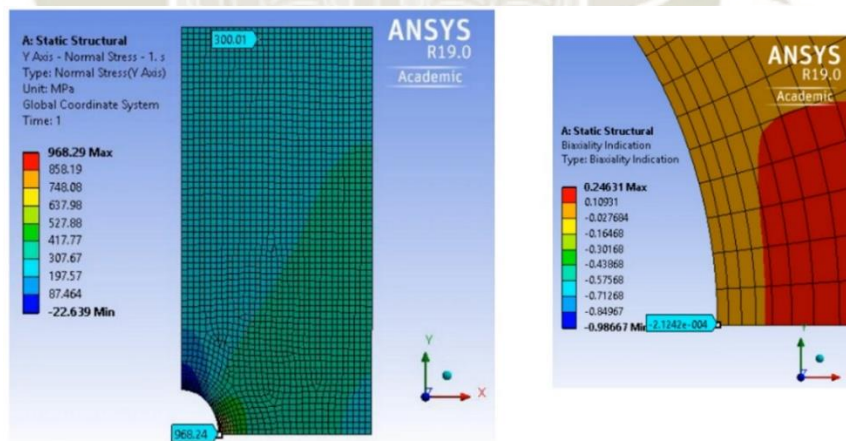 A: Static Structural
Y Axis - Normal Stress - 1. s
Type: Normal Stress(Y Axis)
Unit: MPa
Global Coordinate System
Time: 1
968.29 Max
858.19
748.08
637.98
527.88
417.77
307.67
197.57
87.464
-22.639 Min
300.01
ANSYS
R19.0
Academic
968.24
Y
X
ANSYS
R19.0
Academic
A: Static Structural
Biaxiality Indication
Type: Biaxiality Indication
0.24631 Max
0.10931
-0.027684
-0.16468
-0.30168
-0.43868
-0.57568
-0.71268
-0.84967
-0.98667 Min
-2.1242e-004